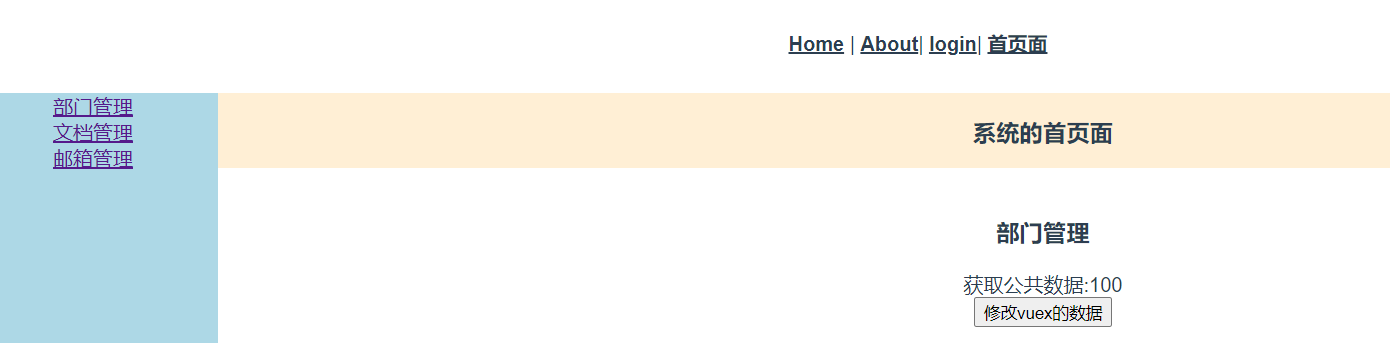 Home | About| login| 首页面
部门管理
文档管理
邮箱管理
系统的首页面
部门管理
获取公共数据:100
修改vuex的数据